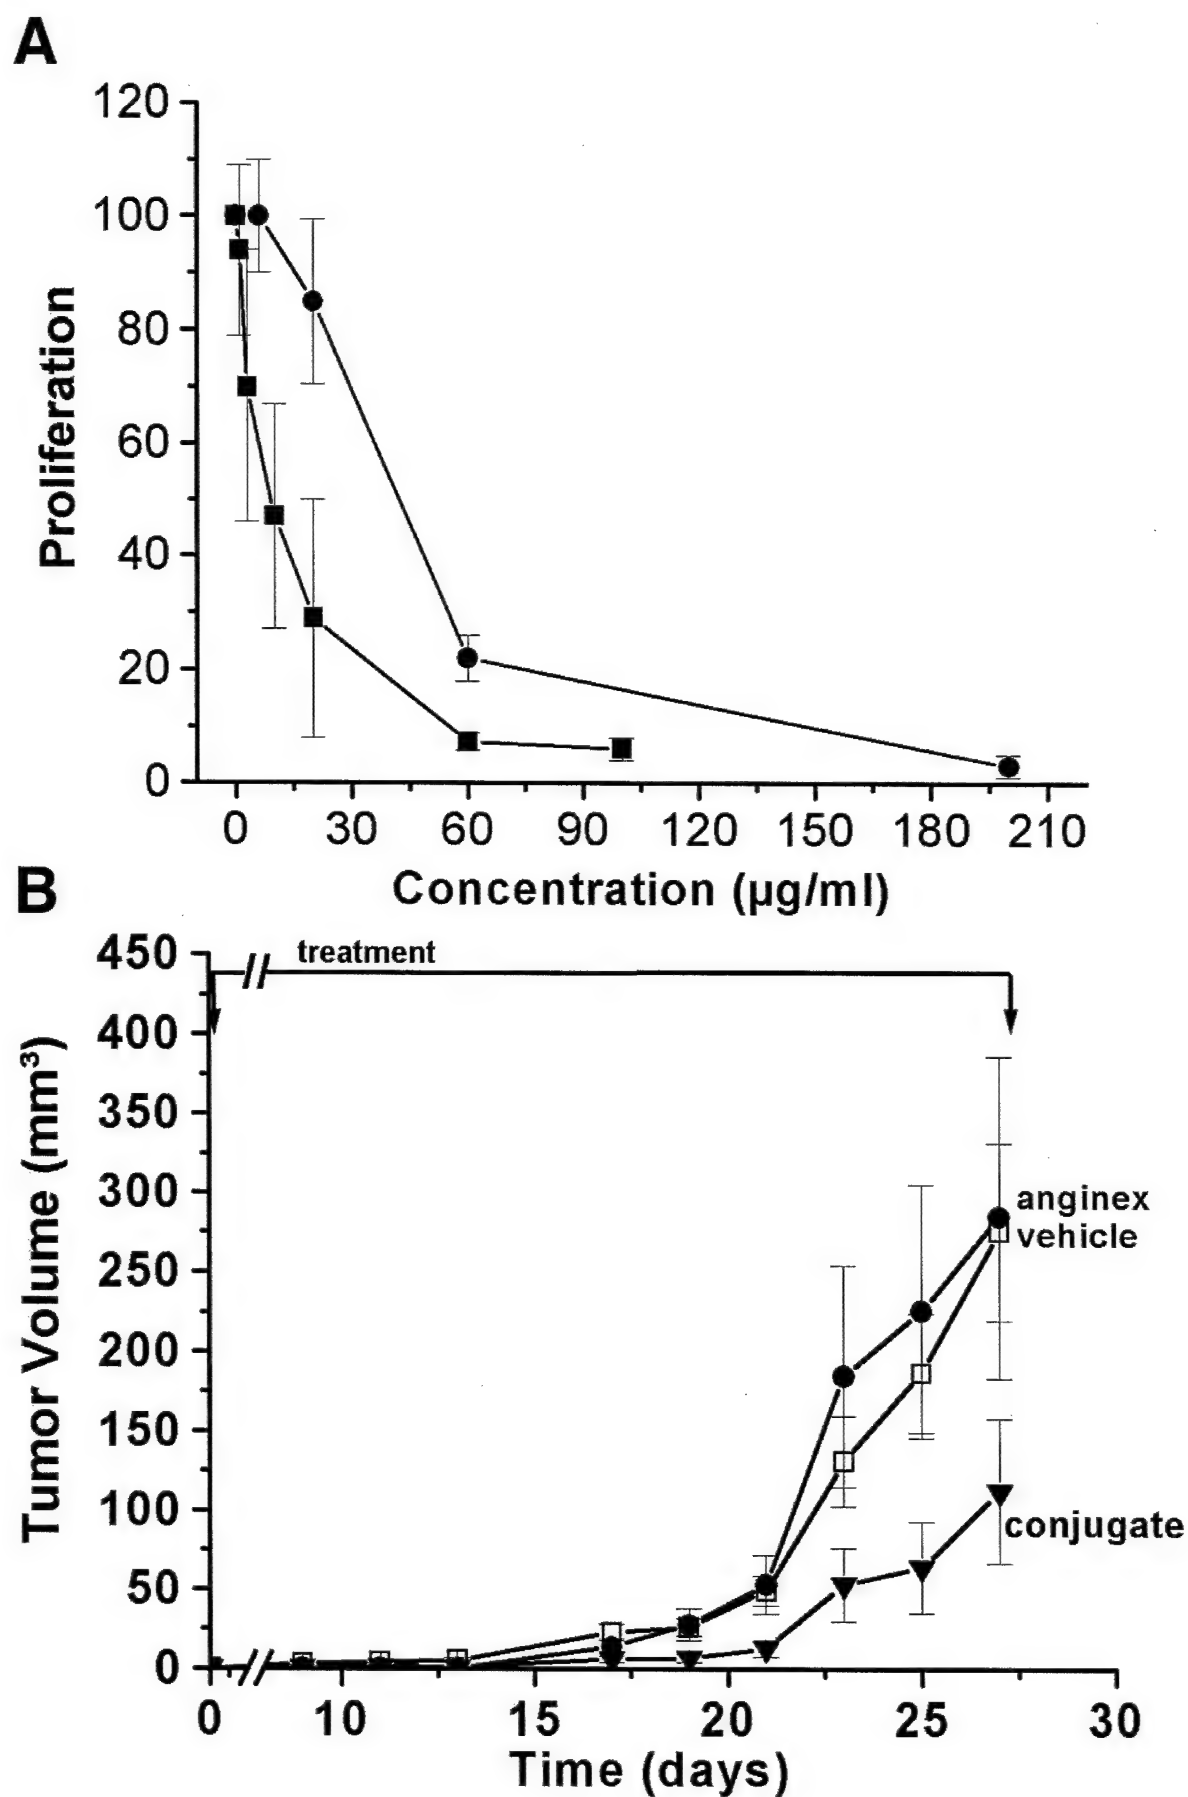 A
120
100
80
60
40
20
0
Proliferation
0 30 60 90 120 150 180 210
Concentration (µg/ml)
B
450
400
350
300
250
200
150
100
50
0
Tumor Volume (mm³)
treatment
anginex
vehicle
conjugate
0 10 15 20 25 30
Time (days)